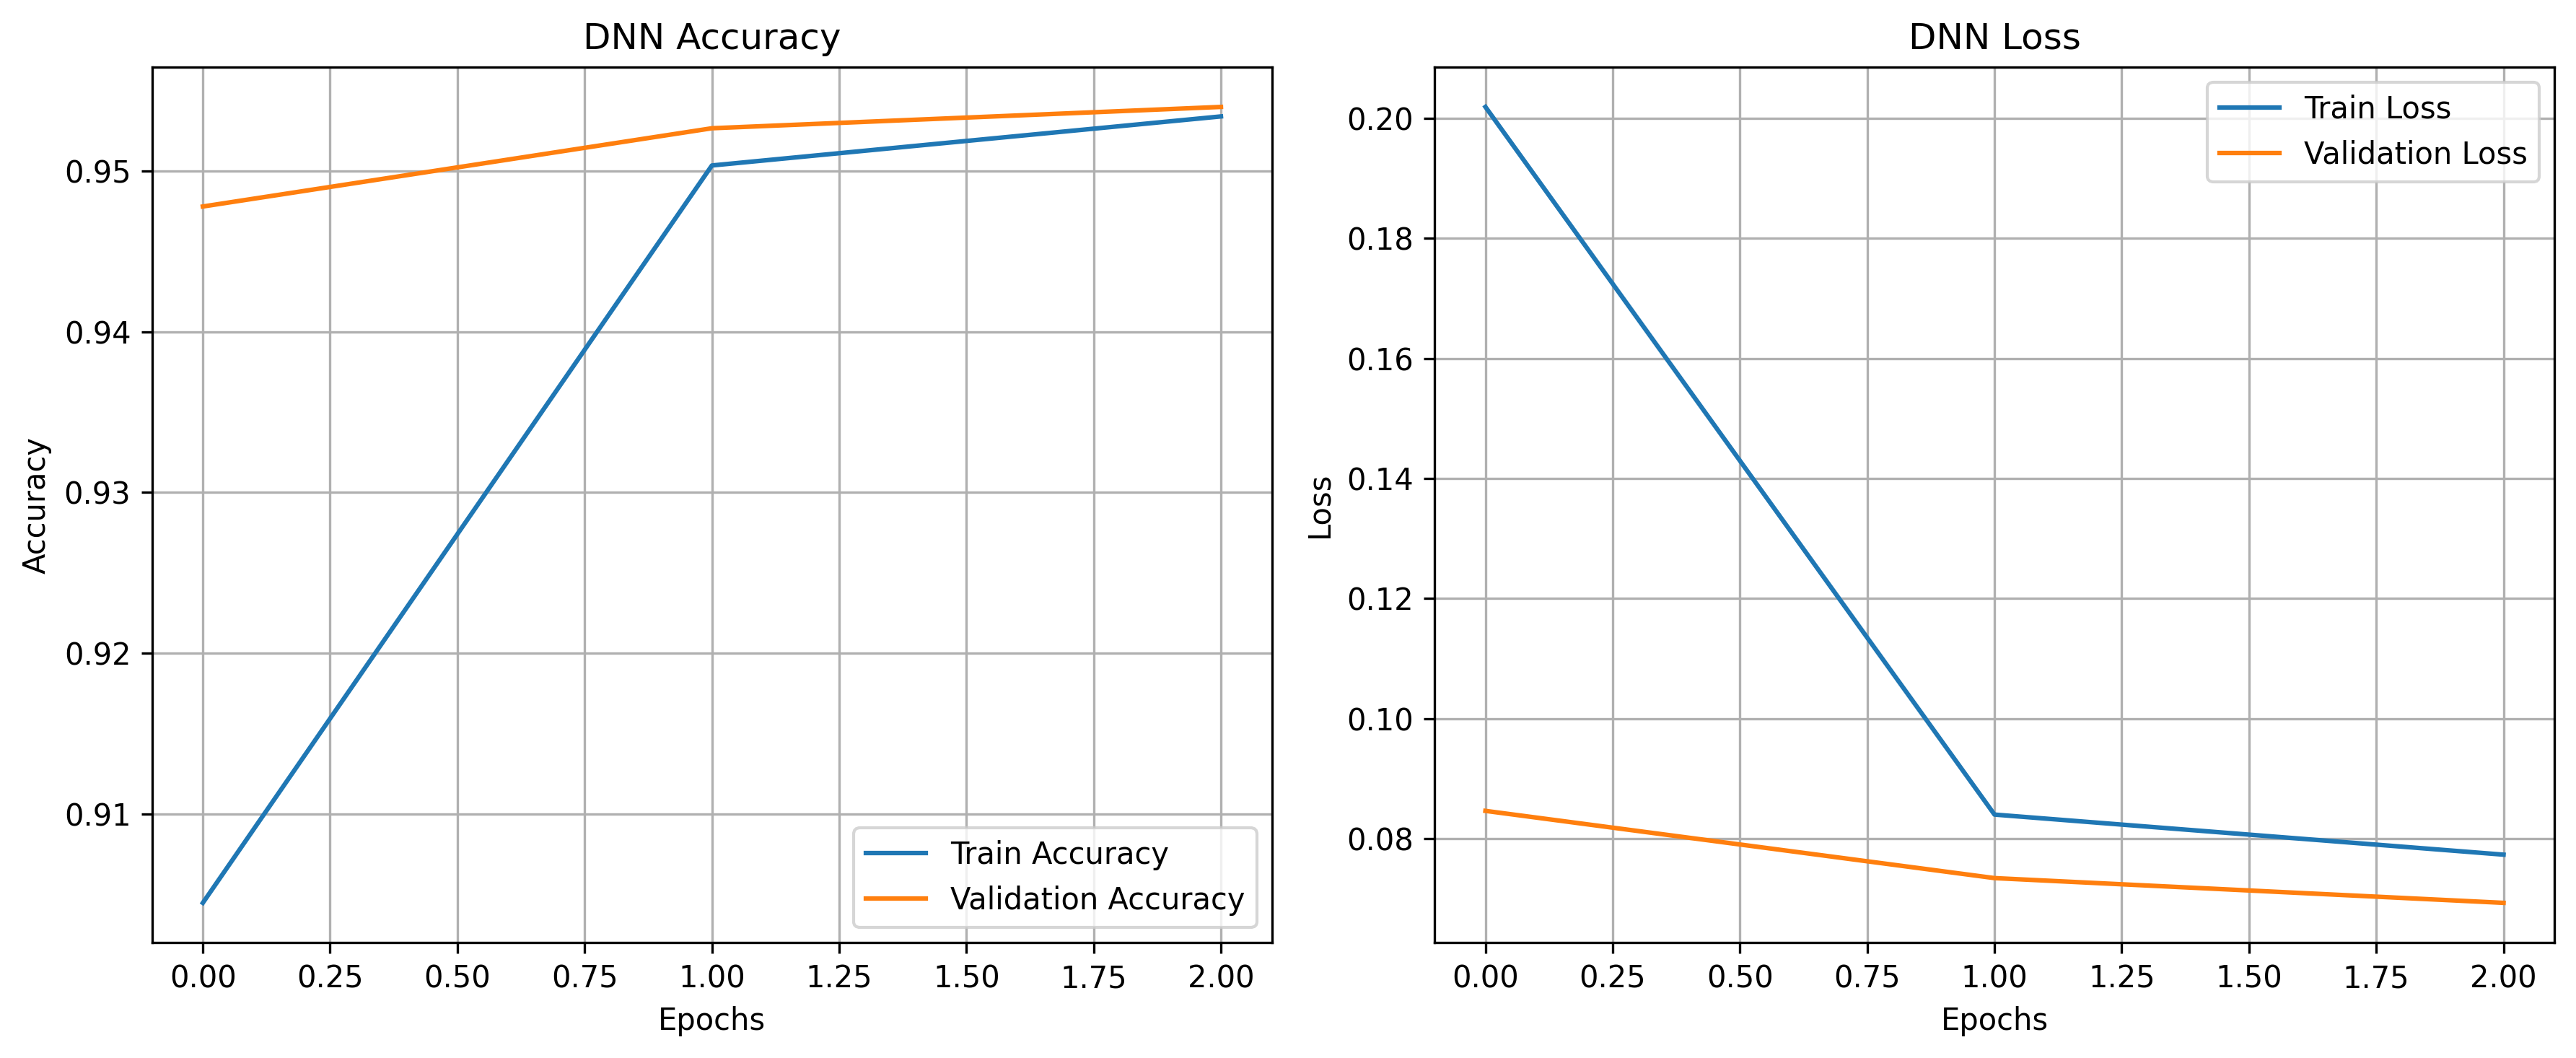 DNN Accuracy
Accuracy
0.95
0.94
0.93
0.92
0.91
Train Accuracy
Validation Accuracy
0.00 0.25 0.50 0.75 1.00 1.25 1.50 1.75 2.00
Epochs
DNN Loss
Loss
0.20
0.18
0.16
0.14
0.12
0.10
0.08
Train Loss
Validation Loss
0.00 0.25 0.50 0.75 1.00 1.25 1.50 1.75 2.00
Epochs